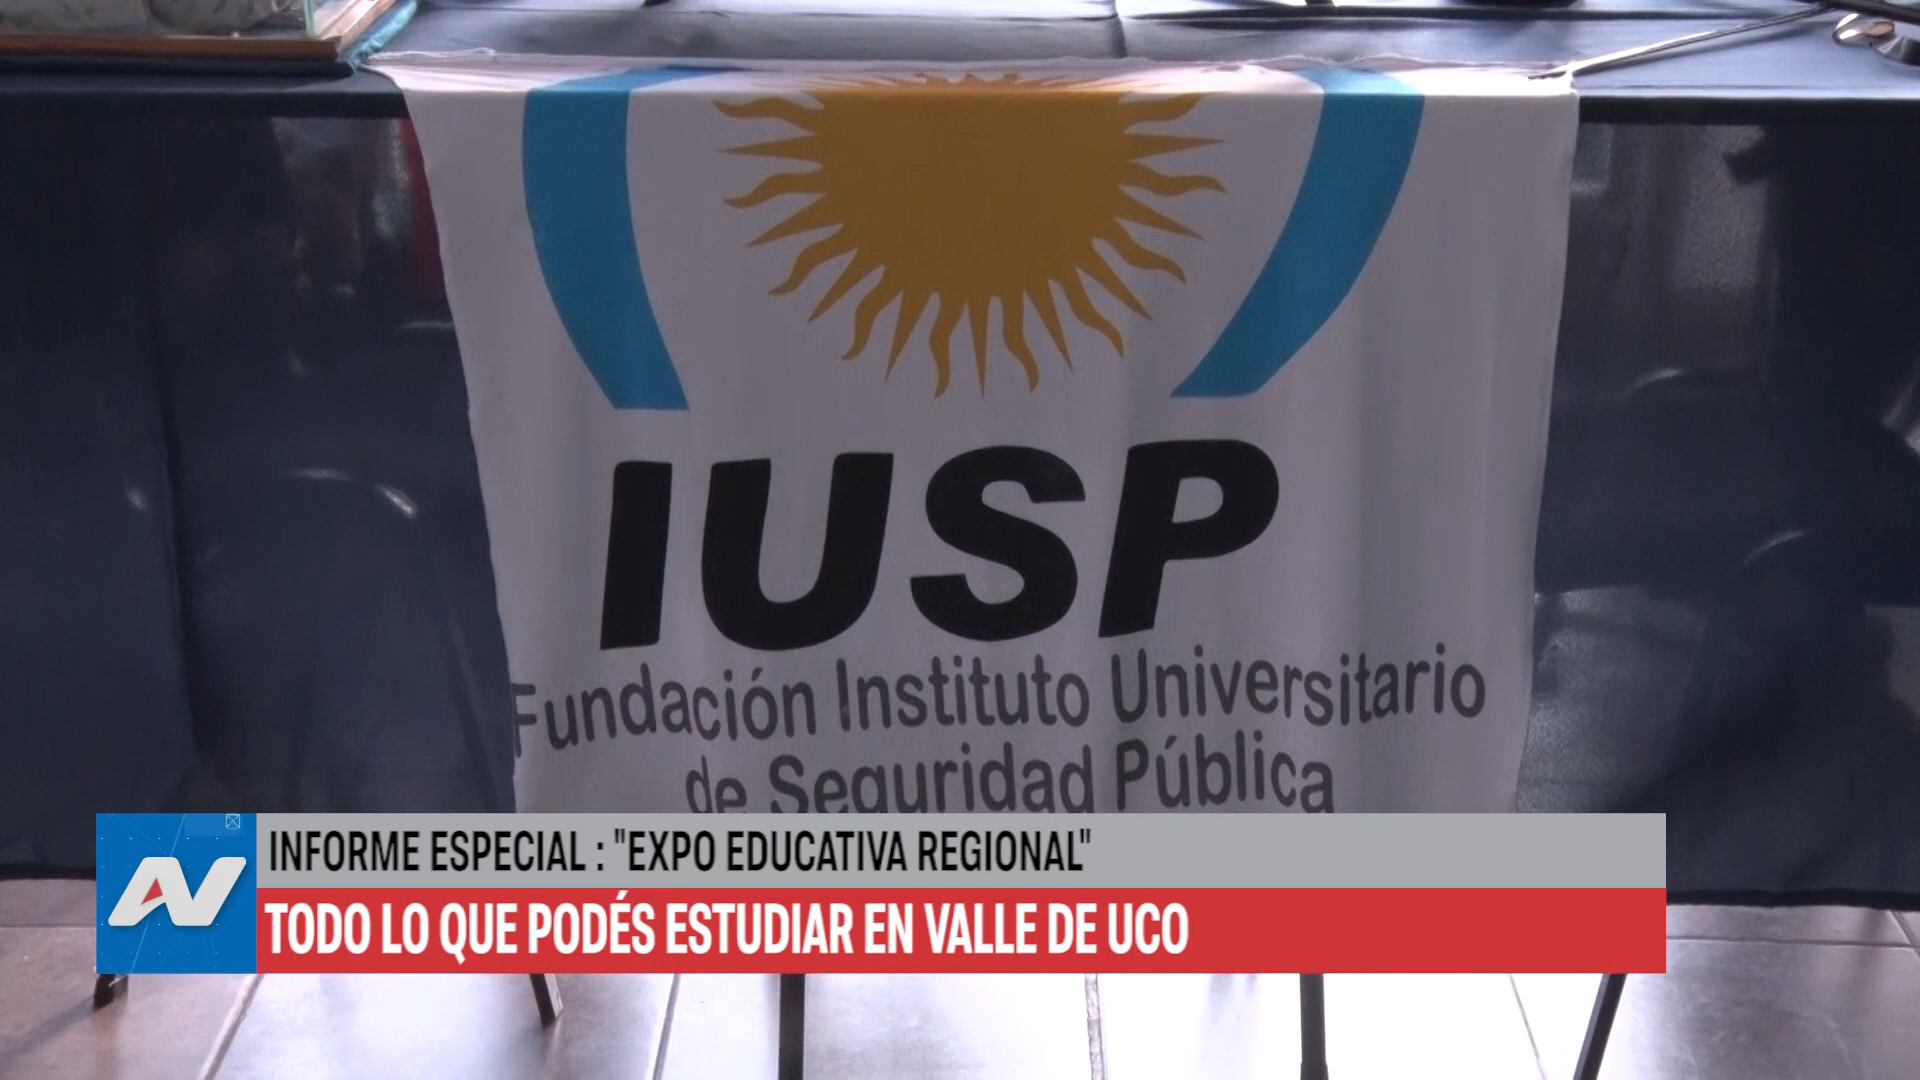 IUSP
Fundación Instituto Universitario
de Seguridad Pública
INFORME ESPECIAL : "EXPO EDUCATIVA REGIONAL"
AV
TODO LO QUE PODÉS ESTUDIAR EN VALLE DE UCO